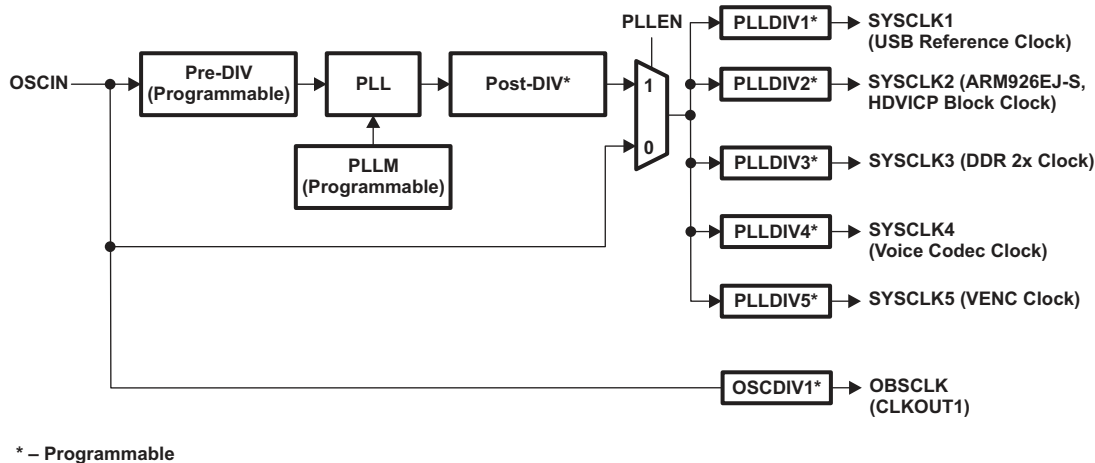 PLLEN
OSCIN
Pre-DIV
(Programmable)
PLL
Post-DIV*
PLLM
(Programmable)
1
0
PLLDIV1*
SYSCLK1
(USB Reference Clock)
PLLDIV2*
SYSCLK2 (ARM926EJ-S,
HDVICP Block Clock)
PLLDIV3*
SYSCLK3 (DDR 2x Clock)
PLLDIV4*
SYSCLK4
(Voice Codec Clock)
PLLDIV5*
SYSCLK5 (VENC Clock)
OSCDIV1*
OBSCLK
(CLKOUT1)
* – Programmable